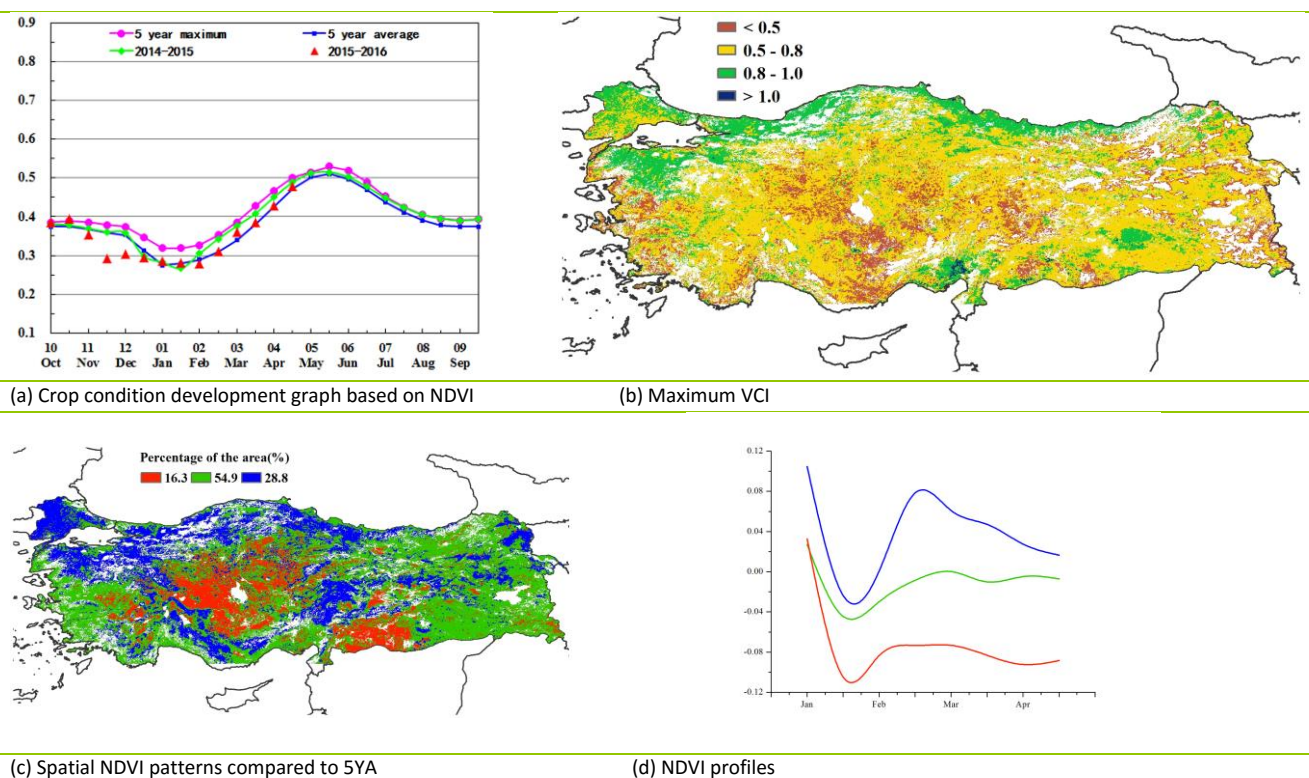 0.9
0.8
0.7
0.6
0.5
0.4
0.3
0.2
0.1
5 year maximum
5 year average
2014-2015
2015-2016
10 11 12 01 02 03 04 05 06 07 08 09
Oct Nov Dec Jan Feb Mar Apr May Jun Jul Aug Sep
< 0.5
0.5 - 0.8
0.8 - 1.0
> 1.0
(a) Crop condition development graph based on NDVI
(b) Maximum VCI
Percentage of the area(%)
16.3 54.9 28.8
0.12
0.08
0.04
0.00
-0.04
-0.08
-0.12
Jan Feb Mar Apr
(c) Spatial NDVI patterns compared to 5YA
(d) NDVI profiles